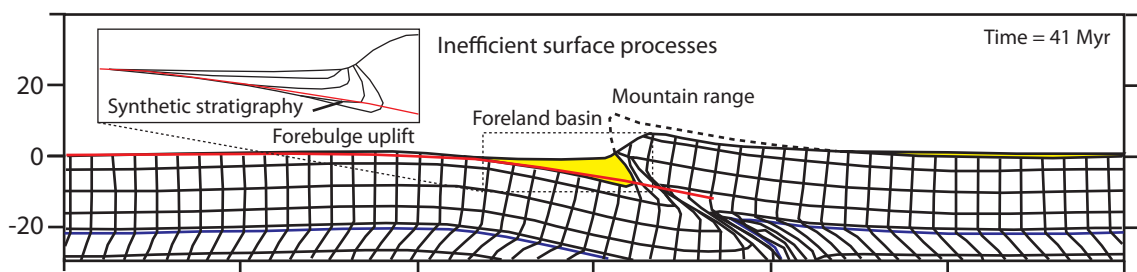 Inefficient surface processes
Time = 41 Myr
Mountain range
20
Synthetic stratigraphy
Foreland basin
Forebulge uplift
0
-20